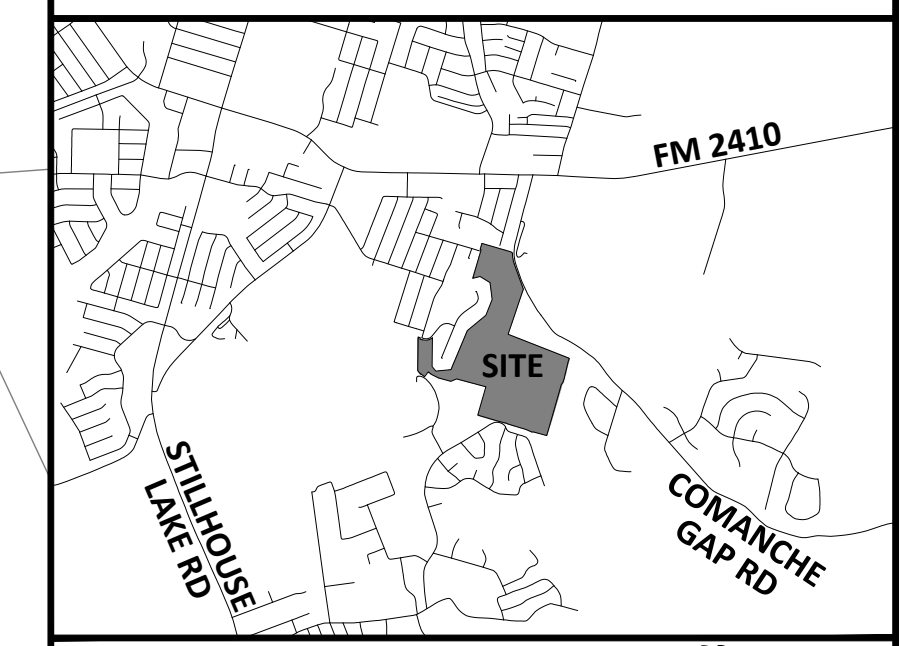 FM 2410
SITE
STILLHOUSE
LAKE RD
COMANCHE
GAP RD